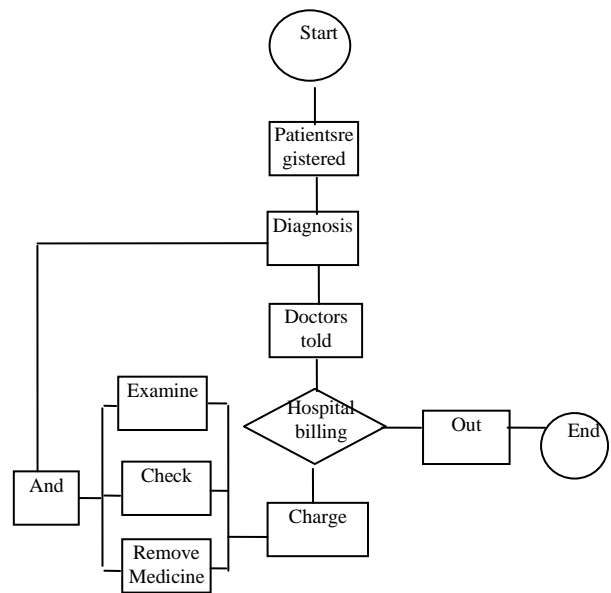 Start
Patientsre
gistered
Diagnosis
Doctors
told
Hospital
billing
Out
End
Examine
Check
And
Charge
Remove
Medicine